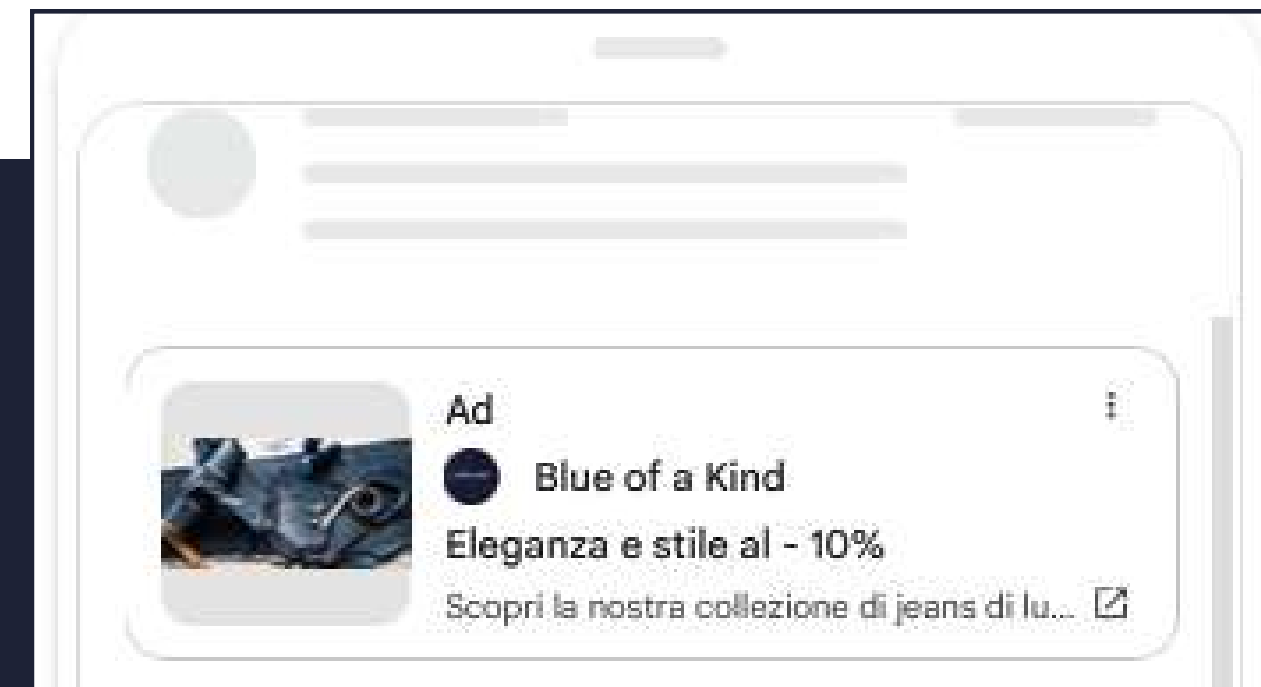 Ad
Blue of a Kind
Eleganza e stile al - 10%
Scopri la nostra collezione di jeans di lu...